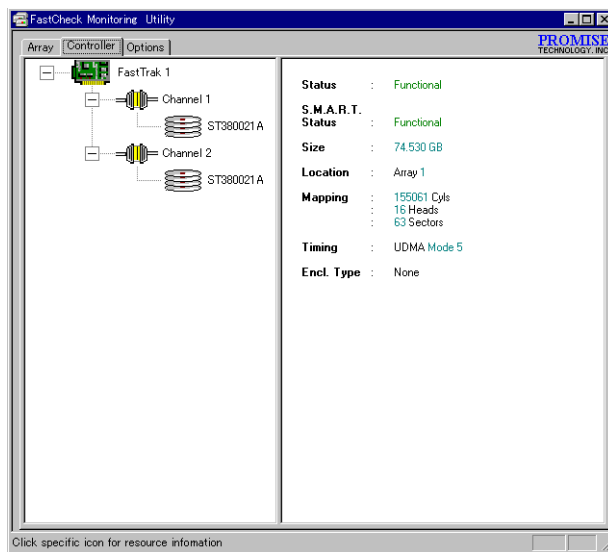 FastCheck Monitoring Utility
Array Controller Options
PROMISE
TECHNOLOGY, INC
FastTrak 1
Channel 1
ST380021A
Channel 2
ST380021A
Status : Functional
S.M.A.R.T.
Status : Functional
Size : 74.530 GB
Location : Array 1
Mapping : 155061 Cyls
: 16 Heads
: 63 Sectors
Timing : UDMA Mode 5
Encl. Type : None
Click specific icon for resource infomation